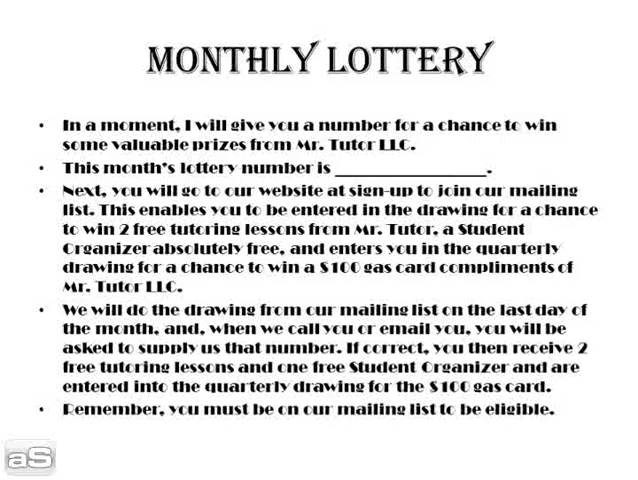 MONTHLY LOTTERY
• In a moment, I will give you a number for a chance to win
some valuable prizes from Mr. Tutor LLC.
• This month's lottery number is __________________.
• Next, you will go to our website at sign-up to join our mailing
list. This enables you to be entered in the drawing for a chance
to win 2 free tutoring lessons from Mr. Tutor, a Student
Organizer absolutely free, and enters you in the quarterly
drawing for a chance to win a $100 gas card compliments of
Mr. Tutor LLC.
• We will do the drawing from our mailing list on the last day of
the month, and, when we call you or email you, you will be
asked to supply us that number. If correct, you then receive 2
free tutoring lessons and one free Student Organizer and are
entered into the quarterly drawing for the $100 gas card.
• Remember, you must be on our mailing list to be eligible.
aS